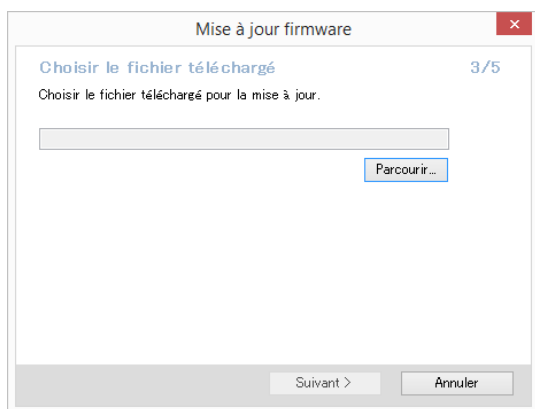 Mise à jour firmware
Choisir le fichier téléchargé 3/5
Choisir le fichier téléchargé pour la mise à jour.
Parcourir...
Suivant >
Annuler